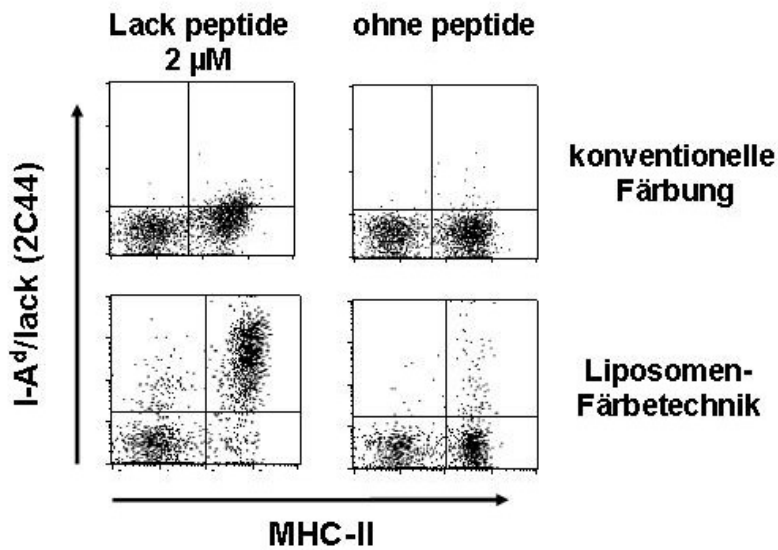 Lack peptide
2 µM
ohne peptide
konventionelle
Färbung
I-Aᵈ/lack (2C44)
Liposomen-
Färbetechnik
MHC-II